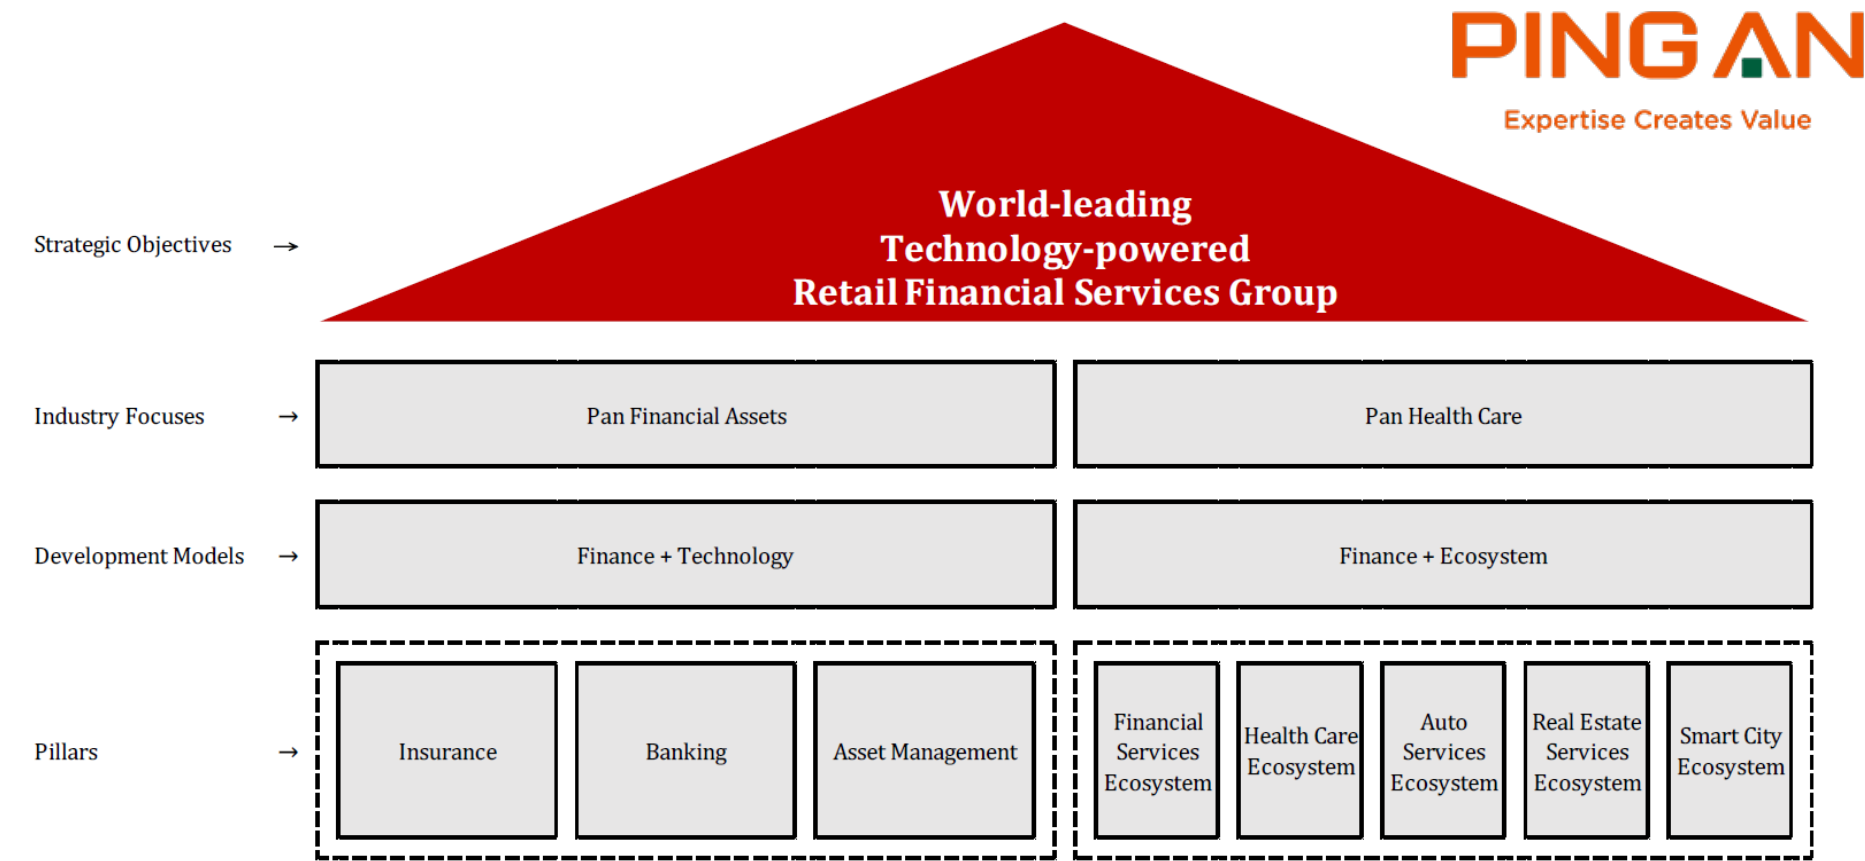 PING AN
Expertise Creates Value
World-leading
Technology-powered
Retail Financial Services Group
Strategic Objectives →
Industry Focuses →
Pan Financial Assets
Pan Health Care
Development Models →
Finance + Technology
Finance + Ecosystem
Pillars →
Insurance
Banking
Asset Management
Financial
Services
Ecosystem
Health Care
Ecosystem
Auto
Services
Ecosystem
Real Estate
Services
Ecosystem
Smart City
Ecosystem